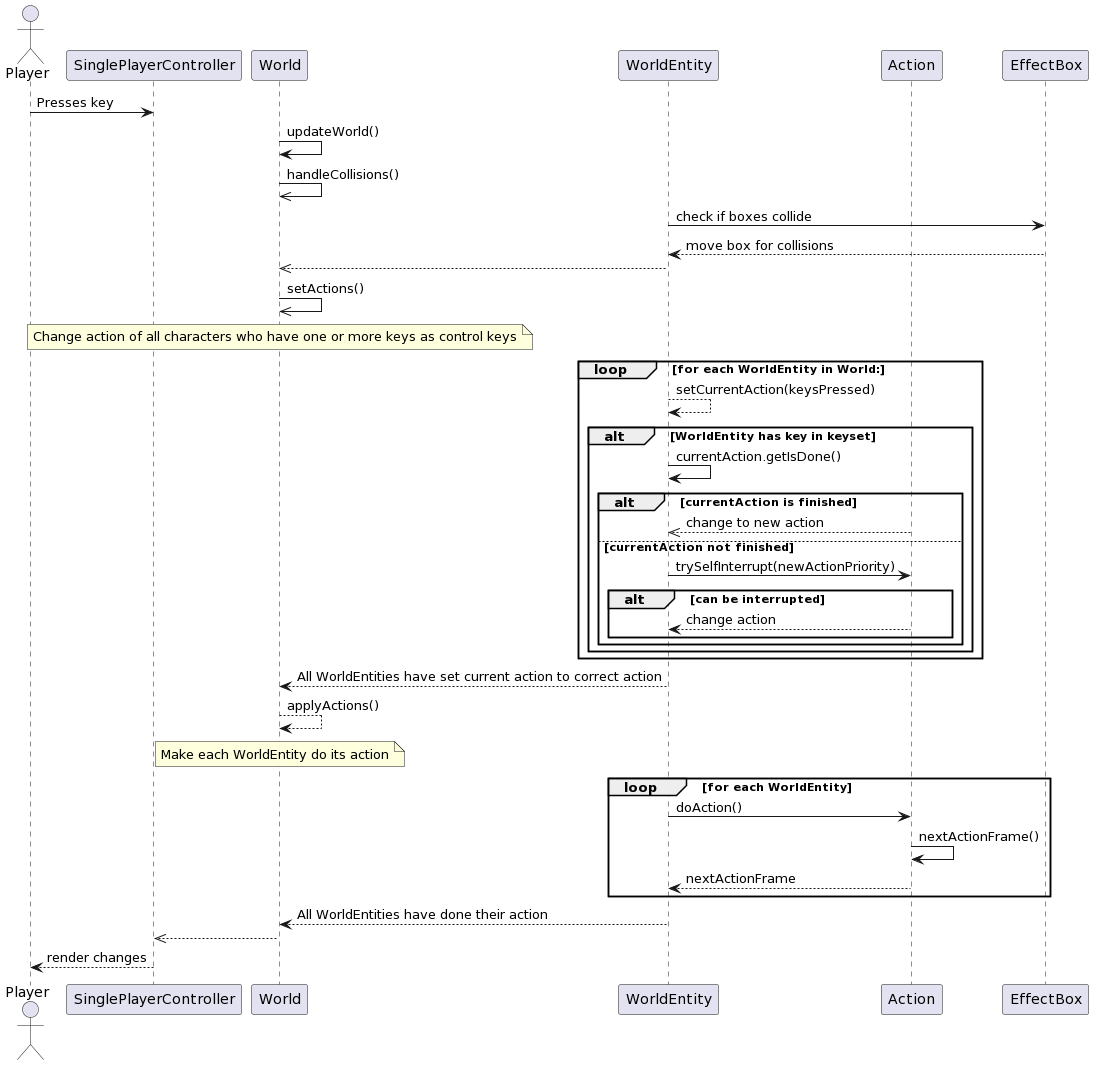 Player
SinglePlayerController
World
WorldEntity
Action
EffectBox
Presses key
updateWorld()
handleCollisions()
check if boxes collide
move box for collisions
setActions()
Change action of all characters who have one or more keys as control keys
loop
[for each WorldEntity in World:]
setCurrentAction(keysPressed)
alt
[WorldEntity has key in keyset]
currentAction.getIsDone()
alt
[currentAction is finished]
change to new action
[currentAction not finished]
trySelfInterrupt(newActionPriority)
alt
[can be interrupted]
change action
All WorldEntities have set current action to correct action
applyActions()
Make each WorldEntity do its action
loop
[for each WorldEntity]
doAction()
nextActionFrame()
nextActionFrame
All WorldEntities have done their action
render changes
Player
SinglePlayerController
World
WorldEntity
Action
EffectBox